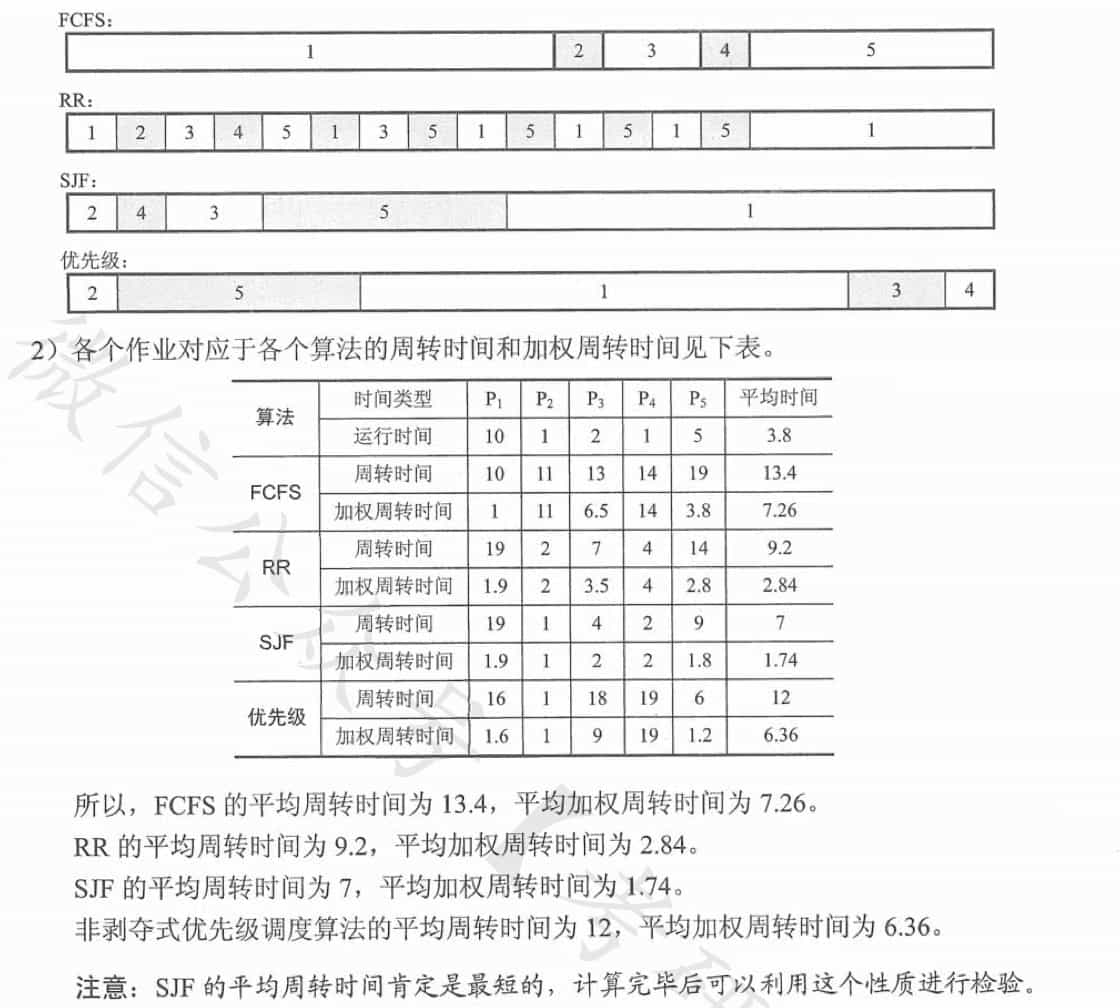 FCFS:
1 2 3 4 5
RR:
1 2 3 4 5 1 3 5 1 5 1 5 1 5 1
SJF:
2 4 3 5 1
优先级:
2 5 1 3 4
2)各个作业对应于各个算法的周转时间和加权周转时间见下表。
算法 时间类型 P₁ P₂ P₃ P₄ P₅ 平均时间
运行时间 10 1 2 1 5 3.8
FCFS 周转时间 10 11 13 14 19 13.4
加权周转时间 1 11 6.5 14 3.8 7.26
RR 周转时间 19 2 7 4 14 9.2
加权周转时间 1.9 2 3.5 4 2.8 2.84
SJF 周转时间 19 1 4 2 9 7
加权周转时间 1.9 1 2 2 1.8 1.74
优先级 周转时间 16 1 18 19 6 12
加权周转时间 1.6 1 9 19 1.2 6.36
所以,FCFS 的平均周转时间为 13.4,平均加权周转时间为 7.26。
RR 的平均周转时间为 9.2,平均加权周转时间为 2.84。
SJF 的平均周转时间为 7,平均加权周转时间为 1.74。
非剥夺式优先级调度算法的平均周转时间为 12,平均加权周转时间为 6.36。
注意:SJF 的平均周转时间肯定是最短的,计算完毕后可以利用这个性质进行检验。
微信公众号【考研